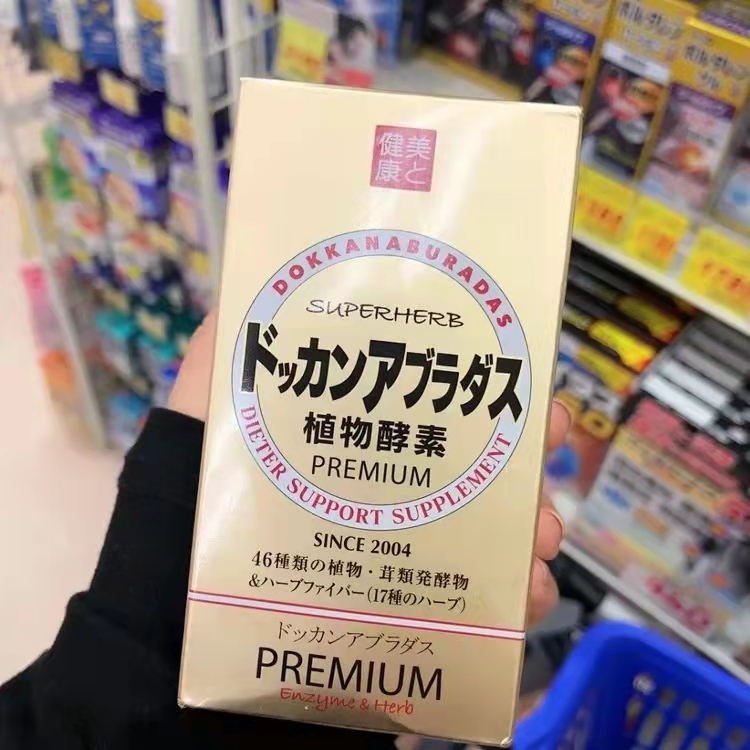 美と
健康
DOKKANABURADAS
SUPERHERB
ドッカンアブラダス
植物酵素
PREMIUM
DIETER SUPPORT SUPPLEMENT
SINCE 2004
46種類の植物・茸類発酵物
&ハーブファイバー(17種のハーブ)
ドッカンアブラダス
PREMIUM
Enzyme & Herb